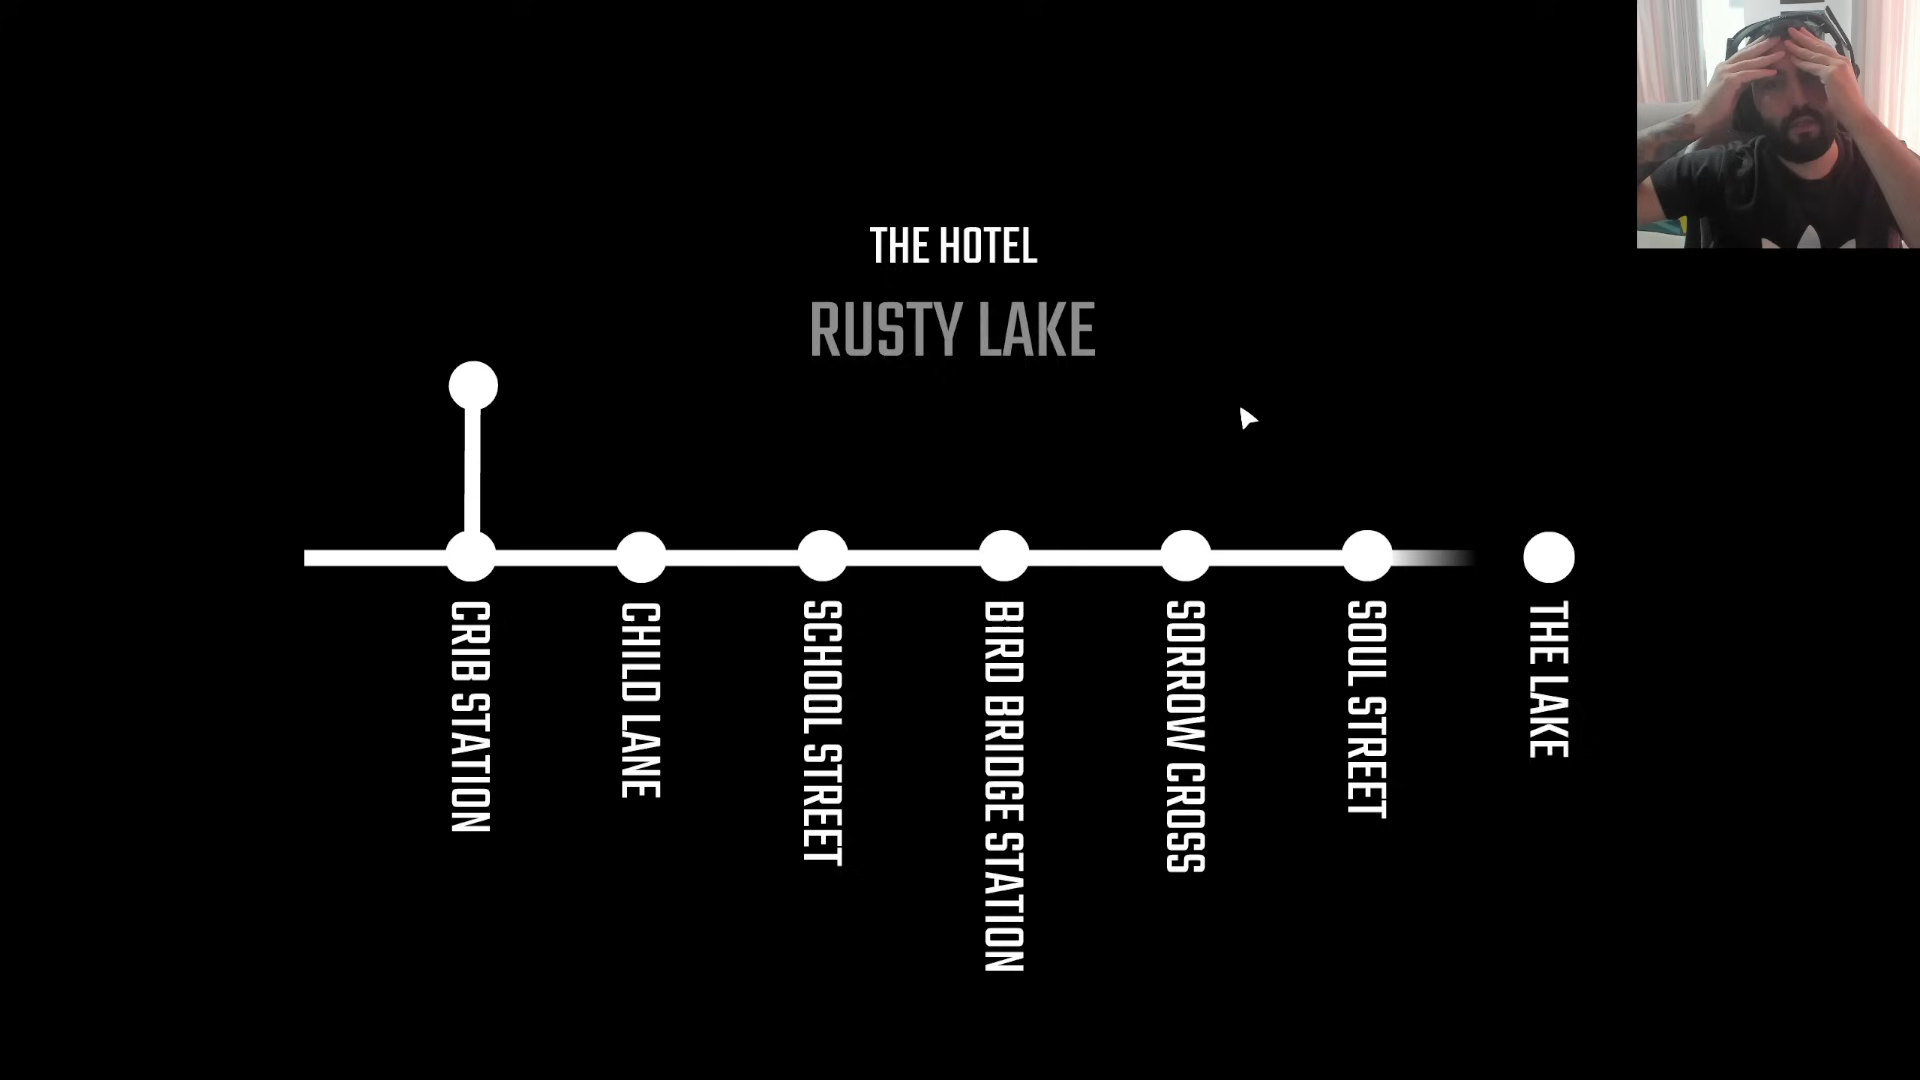 THE HOTEL
RUSTY LAKE
CRIB STATION
CHILD LANE
SCHOOL STREET
BIRD BRIDGE STATION
SORROW CROSS
SOUL STREET
THE LAKE